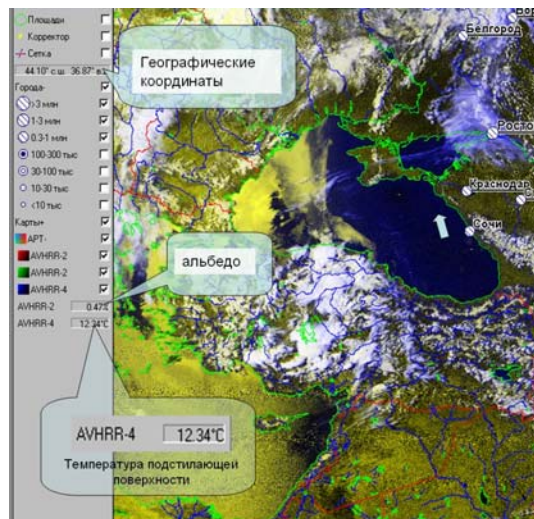 Площади
Корректор
Сетка
44.10° с.ш. 36.87° в.
Города-
>3 млн
1-3 млн
0.3-1 млн
100-300 тыс
30-100 тыс
10-30 тыс
<10 тыс
Карты+
АРТ-
AVHRR-2
AVHRR-2
AVHRR-4
AVHRR-2 0.47%
AVHRR-4 12.34°C
Географические
координаты
альбедо
AVHRR-4 12.34°C
Температура подстилающей
поверхности
Белгород
Росто
Краснодар
Сочи